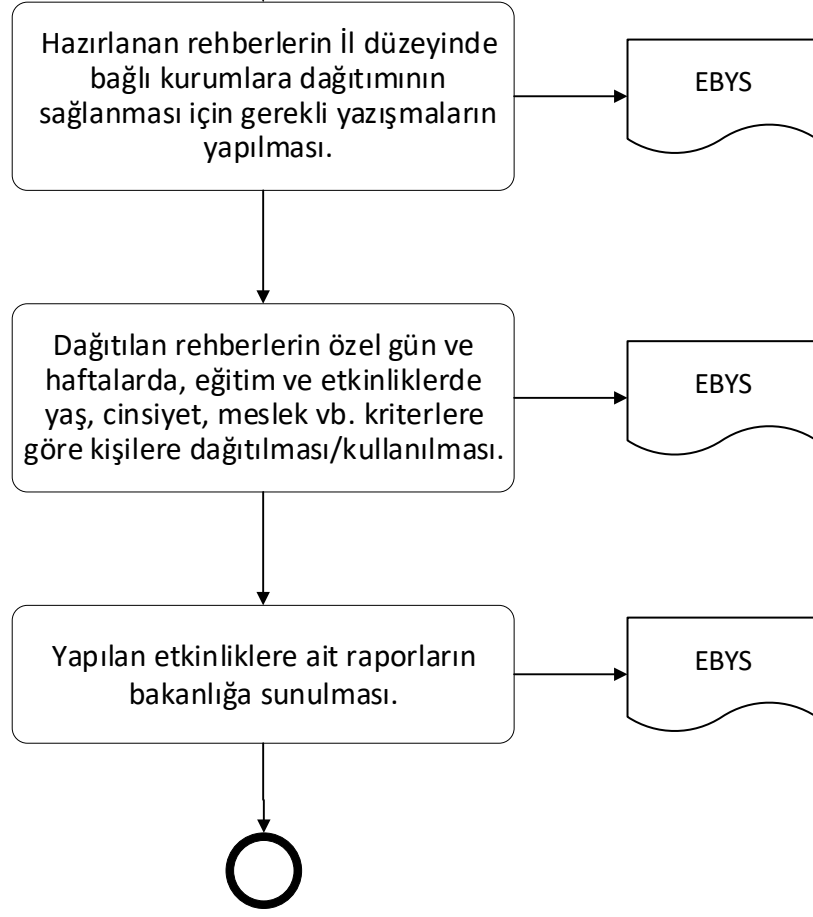 Hazırlanan rehberlerin İl düzeyinde
bağlı kurumlara dağıtımının
sağlanması için gerekli yazışmaların
yapılması.
EBYS
Dağıtılan rehberlerin özel gün ve
haftalarda, eğitim ve etkinliklerde
yaş, cinsiyet, meslek vb. kriterlere
göre kişilere dağıtılması/kullanılması.
EBYS
Yapılan etkinliklere ait raporların
bakanlığa sunulması.
EBYS